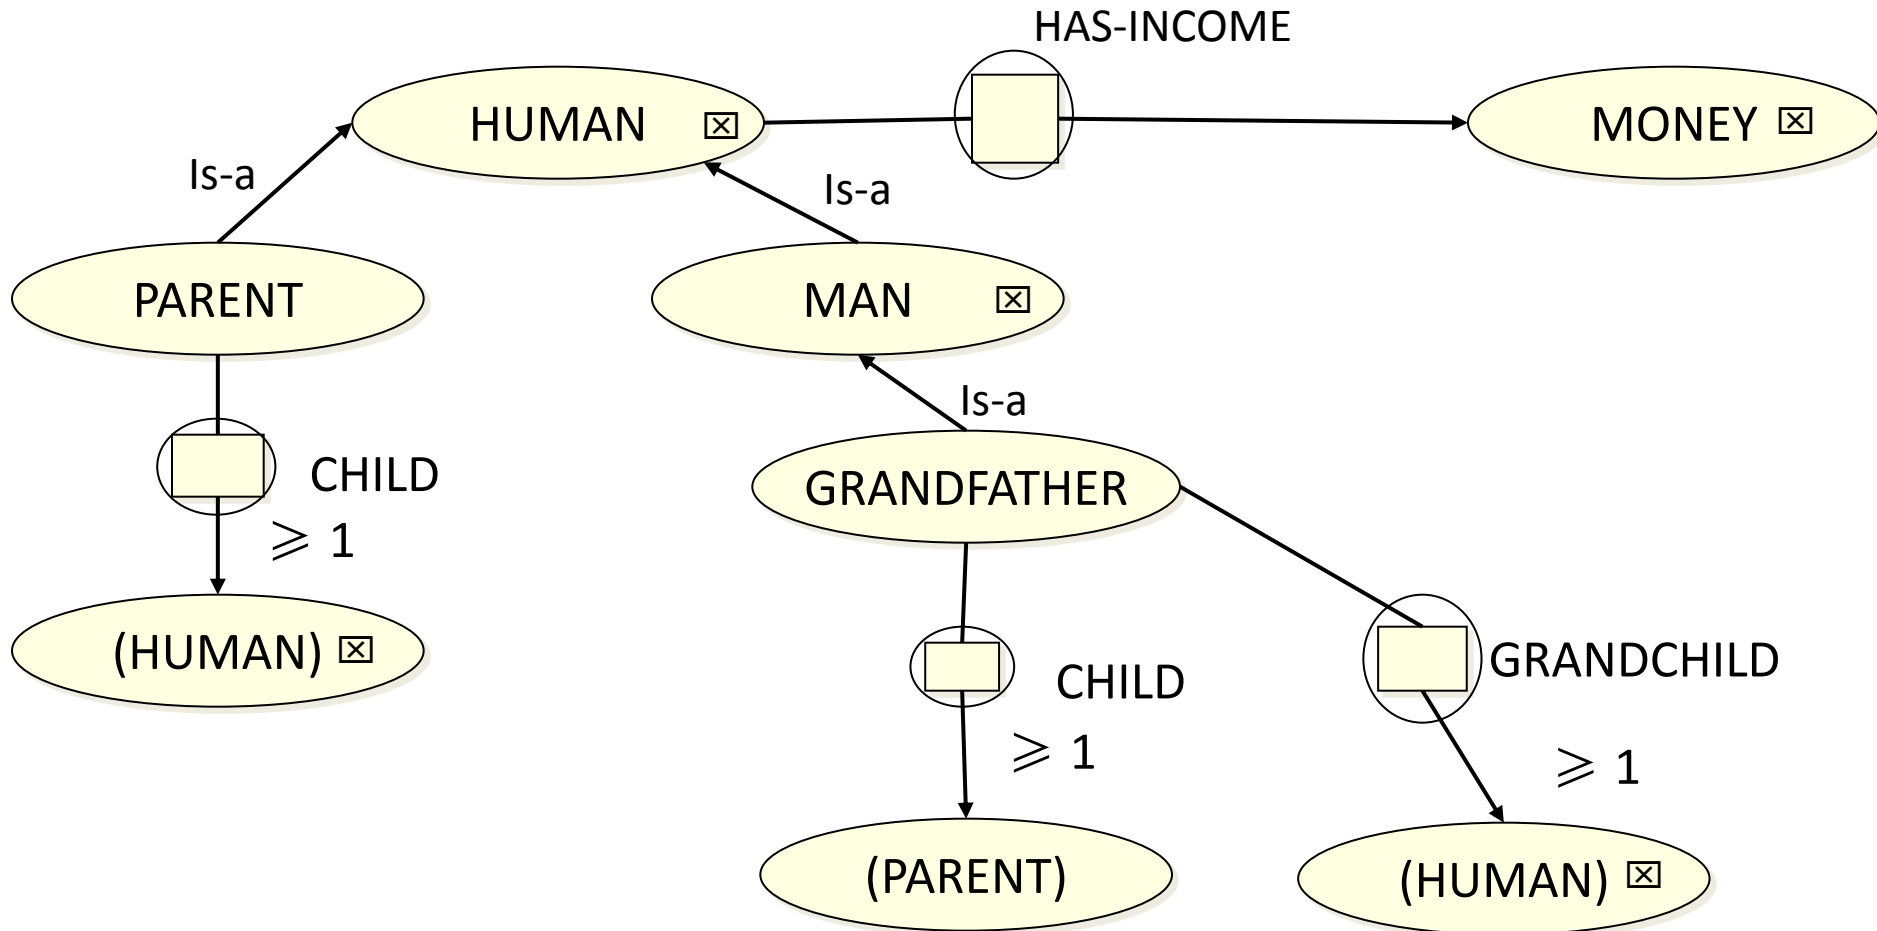 HAS-INCOME
HUMAN ☒
MONEY ☒
Is-a
Is-a
PARENT
MAN ☒
Is-a
CHILD
GRANDFATHER
⩾ 1
(HUMAN) ☒
CHILD
GRANDCHILD
⩾ 1
⩾ 1
(PARENT)
(HUMAN) ☒